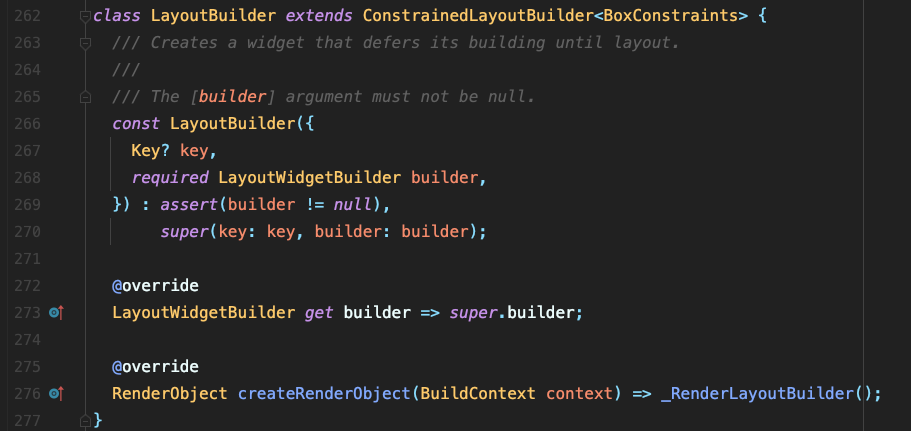 262 class LayoutBuilder extends ConstrainedLayoutBuilder<BoxConstraints> {
263   /// Creates a widget that defers its building until layout.
264   ///
265   /// The [builder] argument must not be null.
266   const LayoutBuilder({
267     Key? key,
268     required LayoutWidgetBuilder builder,
269   }) : assert(builder != null),
270        super(key: key, builder: builder);
271
272   @override
273   LayoutWidgetBuilder get builder => super.builder;
274
275   @override
276   RenderObject createRenderObject(BuildContext context) => _RenderLayoutBuilder();
277 }